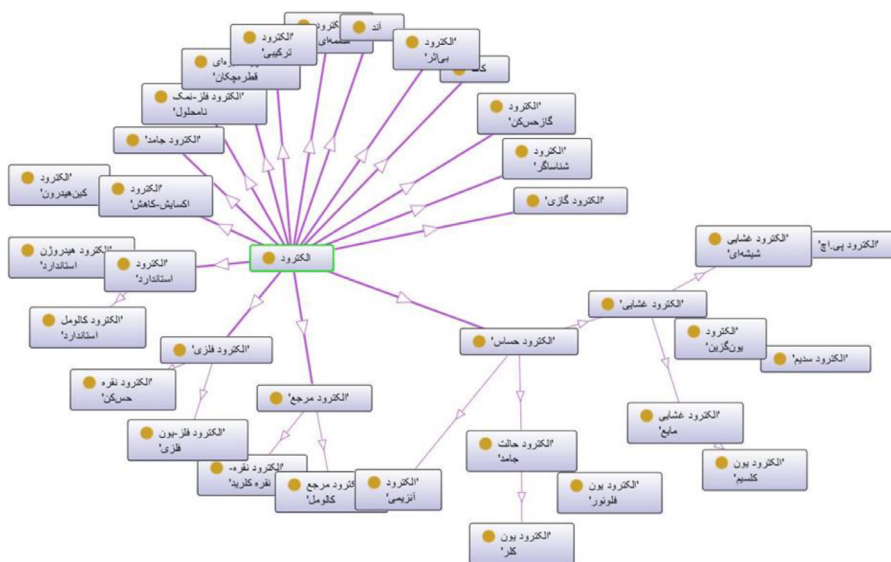 آند
'الکترود
ترکیبی'
'الکترود
بی‌اثر'
قطره‌چکان'
'الکترود فلز-نمک
نامحلول'
'الکترود
گازحس‌کن'
'الکترود جامد'
'الکترود
شناساگر'
'الکترود
کین‌هیدرون'
'الکترود
اکسایش-کاهش'
'الکترود گازی'
'الکترود غشایی
شیشه‌ای'
'الکترود پی.اچ'
الکترود
'الکترود هیدروژن
استاندارد'
'الکترود
استاندارد'
'الکترود غشایی'
'الکترود کالومل
استاندارد'
'الکترود
یون‌گزین'
'الکترود حساس'
'الکترود فلزی'
'الکترود سدیم'
'الکترود نقره
حس‌کن'
'الکترود مرجع'
'الکترود غشایی
مایع'
'الکترود فلز-یون
فلزی'
'الکترود حالت
جامد'
'الکترود نقره-
نقره کلرید'
'الکترود یون
کلسیم'
الکترود مرجع
کالومل'
'الکترود
آنزیمی'
'الکترود یون
فلوئور'
'الکترود یون
کلر'